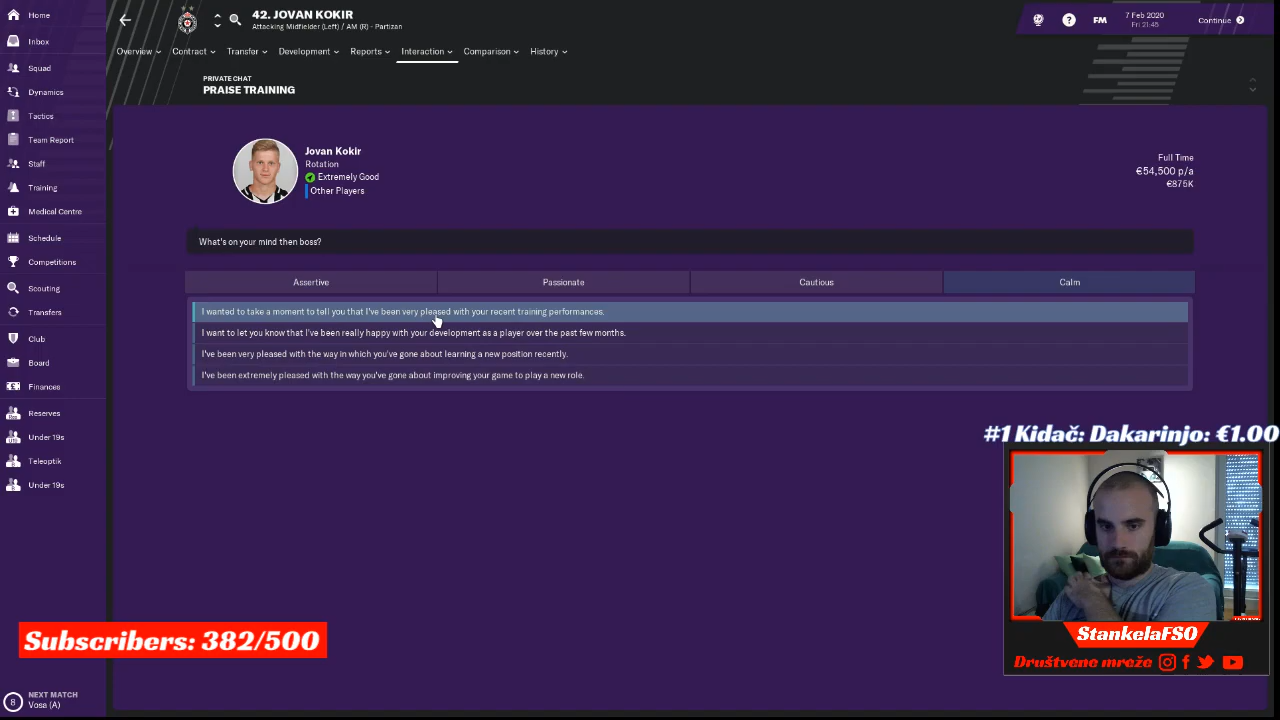 Home
Inbox
Squad
Dynamics
Tactics
Team Report
Staff
Training
Medical Centre
Schedule
Competitions
Scouting
Transfers
Club
Board
Finances
Reserves
Under 19s
Teleoptik
Under 19s
8
NEXT MATCH
Vosa (A)
42. JOVAN KOKIR
Attacking Midfielder (Left) / AM (R) - Partizan
? FM
7 Feb 2020
Fri 21:45
Continue
Overview Contract Transfer Development Reports Interaction Comparison History
PRIVATE CHAT
PRAISE TRAINING
Jovan Kokir
Rotation
Extremely Good
Other Players
Full Time
€54,500 p/a
€875K
What's on your mind then boss?
Assertive Passionate Cautious Calm
I wanted to take a moment to tell you that I've been very pleased with your recent training performances.
I want to let you know that I've been really happy with your development as a player over the past few months.
I've been very pleased with the way in which you've gone about learning a new position recently.
I've been extremely pleased with the way you've gone about improving your game to play a new role.
#1 Kidač: Dakarinjo: €1.00
StankelaFSO
Društvene mreže
Subscribers: 382/500